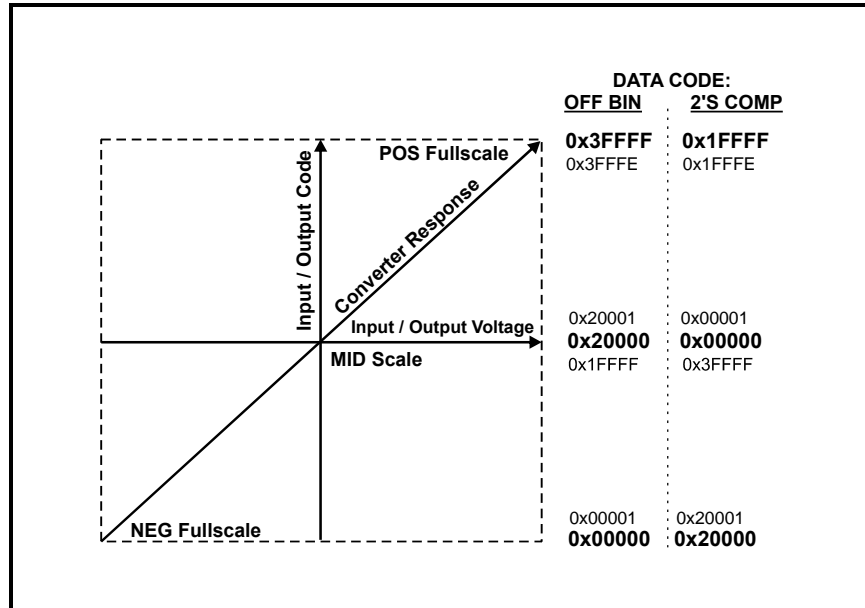 DATA CODE:
OFF BIN 2'S COMP
0x3FFFF 0x1FFFF
POS Fullscale
0x3FFFE 0x1FFFE
Input / Output Code
Converter Response
Input / Output Voltage
0x20001 0x00001
0x20000 0x00000
MID Scale
0x1FFFF 0x3FFFF
0x00001 0x20001
NEG Fullscale
0x00000 0x20000